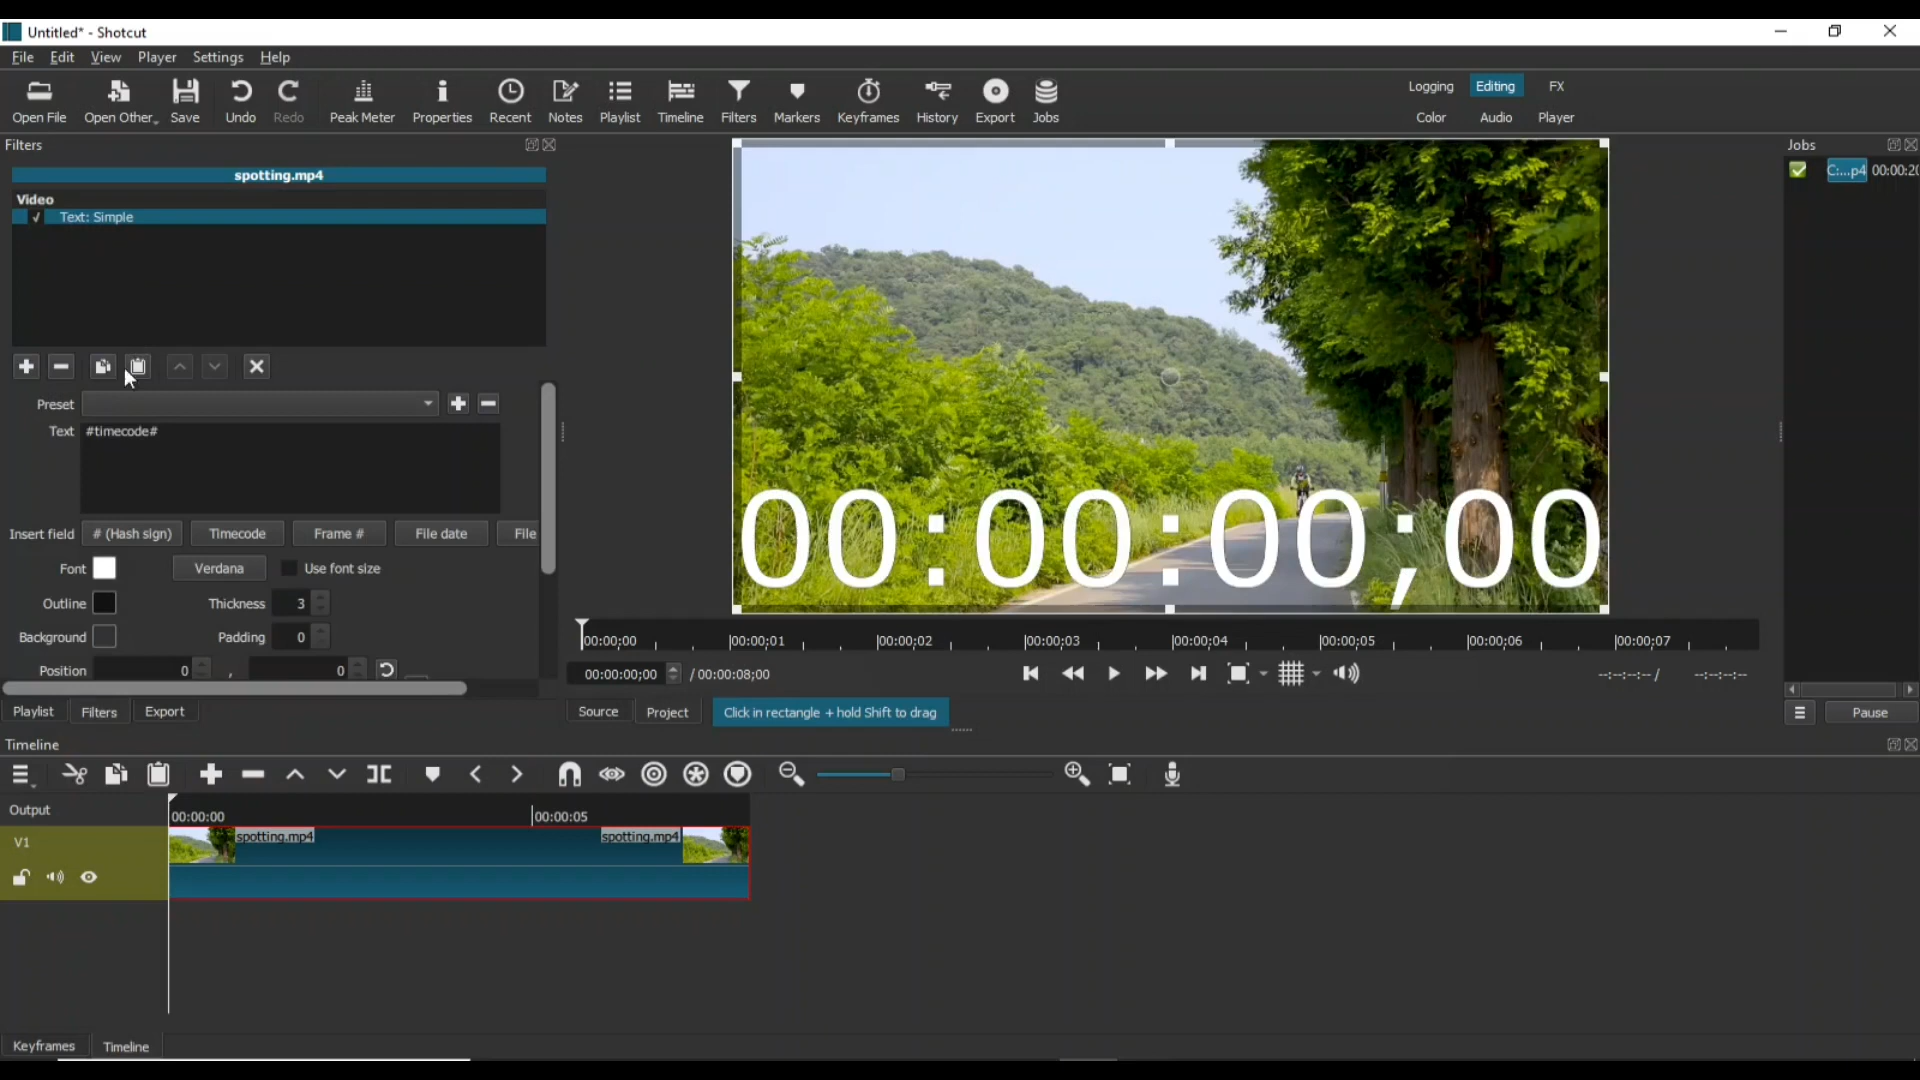 Untitled* - Shotcut
File Edit View Player Settings Help
Open File Open Other Save Undo Redo Peak Meter Properties Recent Notes Playlist Timeline Filters Markers Keyframes History Export Jobs
Logging Editing FX
Color Audio Player
Filters
spotting.mp4
Video
✓ Text: Simple
Preset
Text #timecode#
Insert field # (Hash sign) Timecode Frame # File date File
Font Verdana Use font size
Outline Thickness 3
Background Padding 0
Position 0 , 0
Playlist Filters Export
00:00:00;00
00:00:00 00:00:01 00:00:02 00:00:03 00:00:04 00:00:05 00:00:06 00:00:07
00:00:00;00 / 00:00:08;00
--:--:--:-- / --:--:--:--
Source Project Click in rectangle + hold Shift to drag
Jobs
C:...p4 00:00:20
Pause
Timeline
Output
00:00:00 00:00:05
V1
spotting.mp4 spotting.mp4
Keyframes Timeline